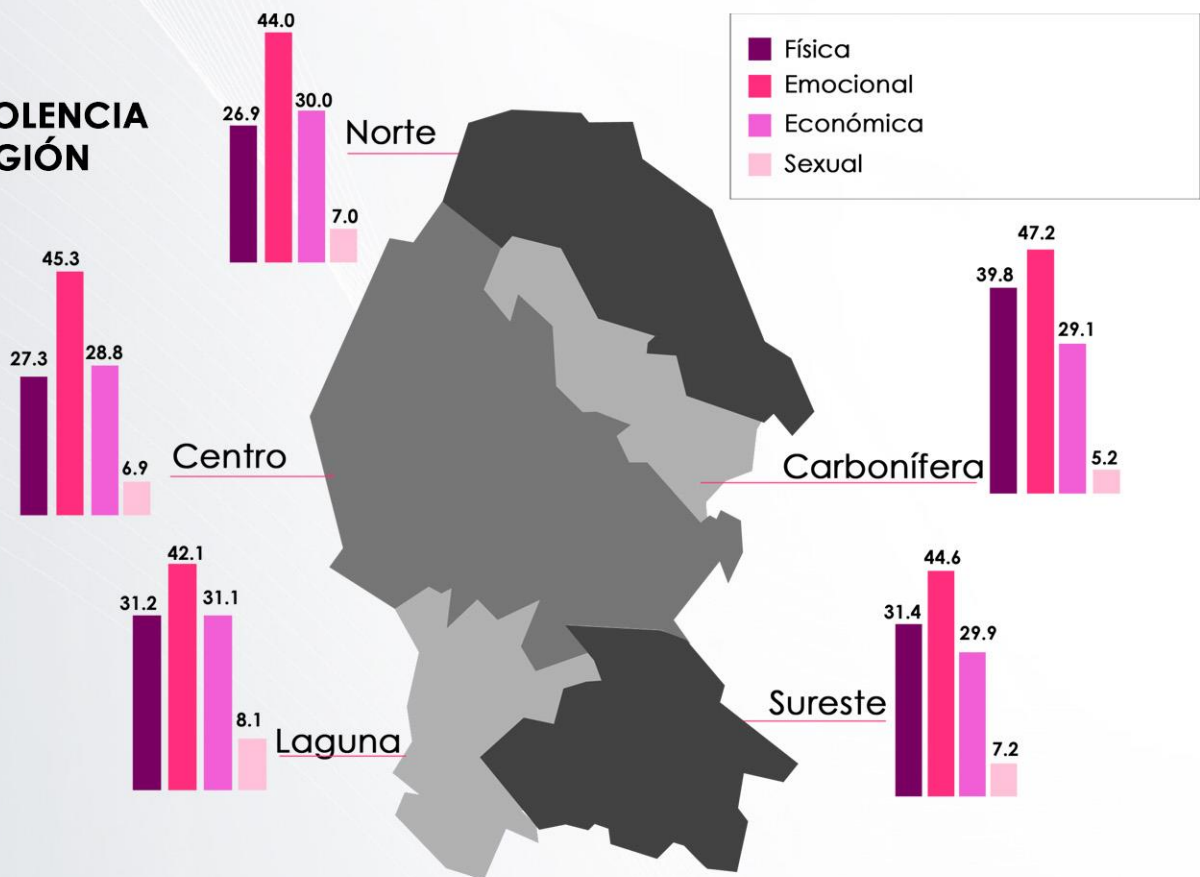 OLENCIA
GIÓN
44.0
26.9
30.0
7.0
Norte
Física
Emocional
Económica
Sexual
45.3
27.3
28.8
6.9
Centro
47.2
39.8
29.1
5.2
Carbonífera
42.1
31.2
31.1
8.1
Laguna
44.6
31.4
29.9
7.2
Sureste